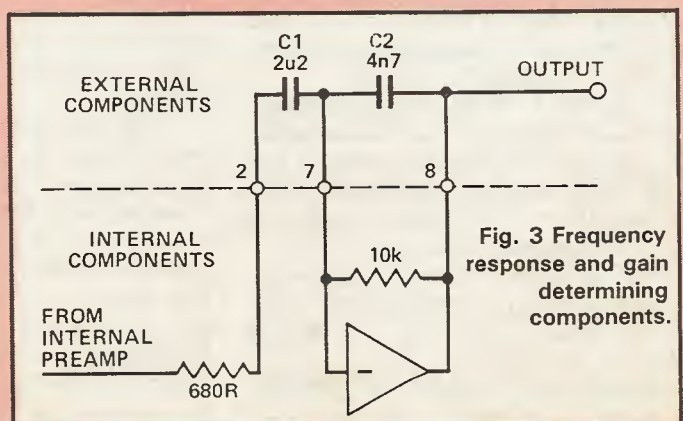 C1
2u2
C2
4n7
OUTPUT
EXTERNAL
COMPONENTS
2
7
8
INTERNAL
COMPONENTS
10k
Fig. 3 Frequency
response and gain
determining
components.
FROM
INTERNAL
PREAMP
680R
−